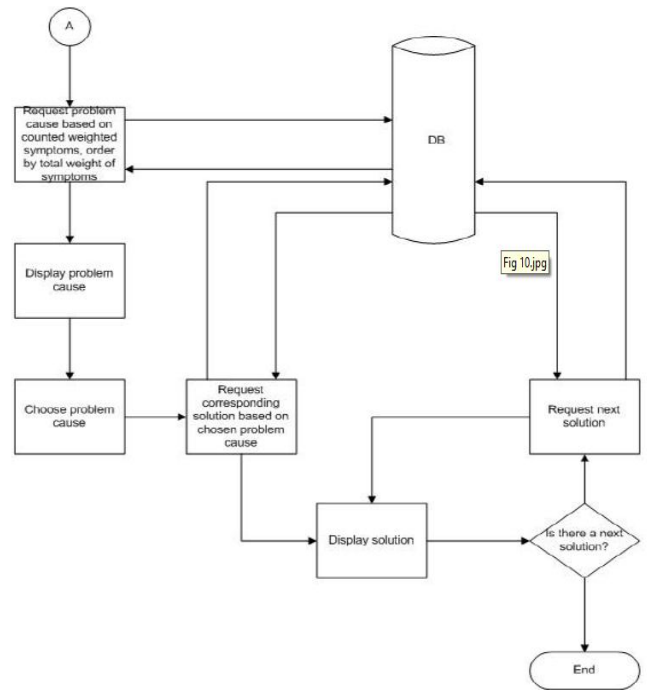 A
Request problem
cause based on
counted weighted
symptoms, order
by total weight of
symptoms
DB
Fig 10.jpg
Display problem
cause
Choose problem
cause
Request
corresponding
solution based on
chosen problem
cause
Request next
solution
Display solution
Is there a next
solution?
End